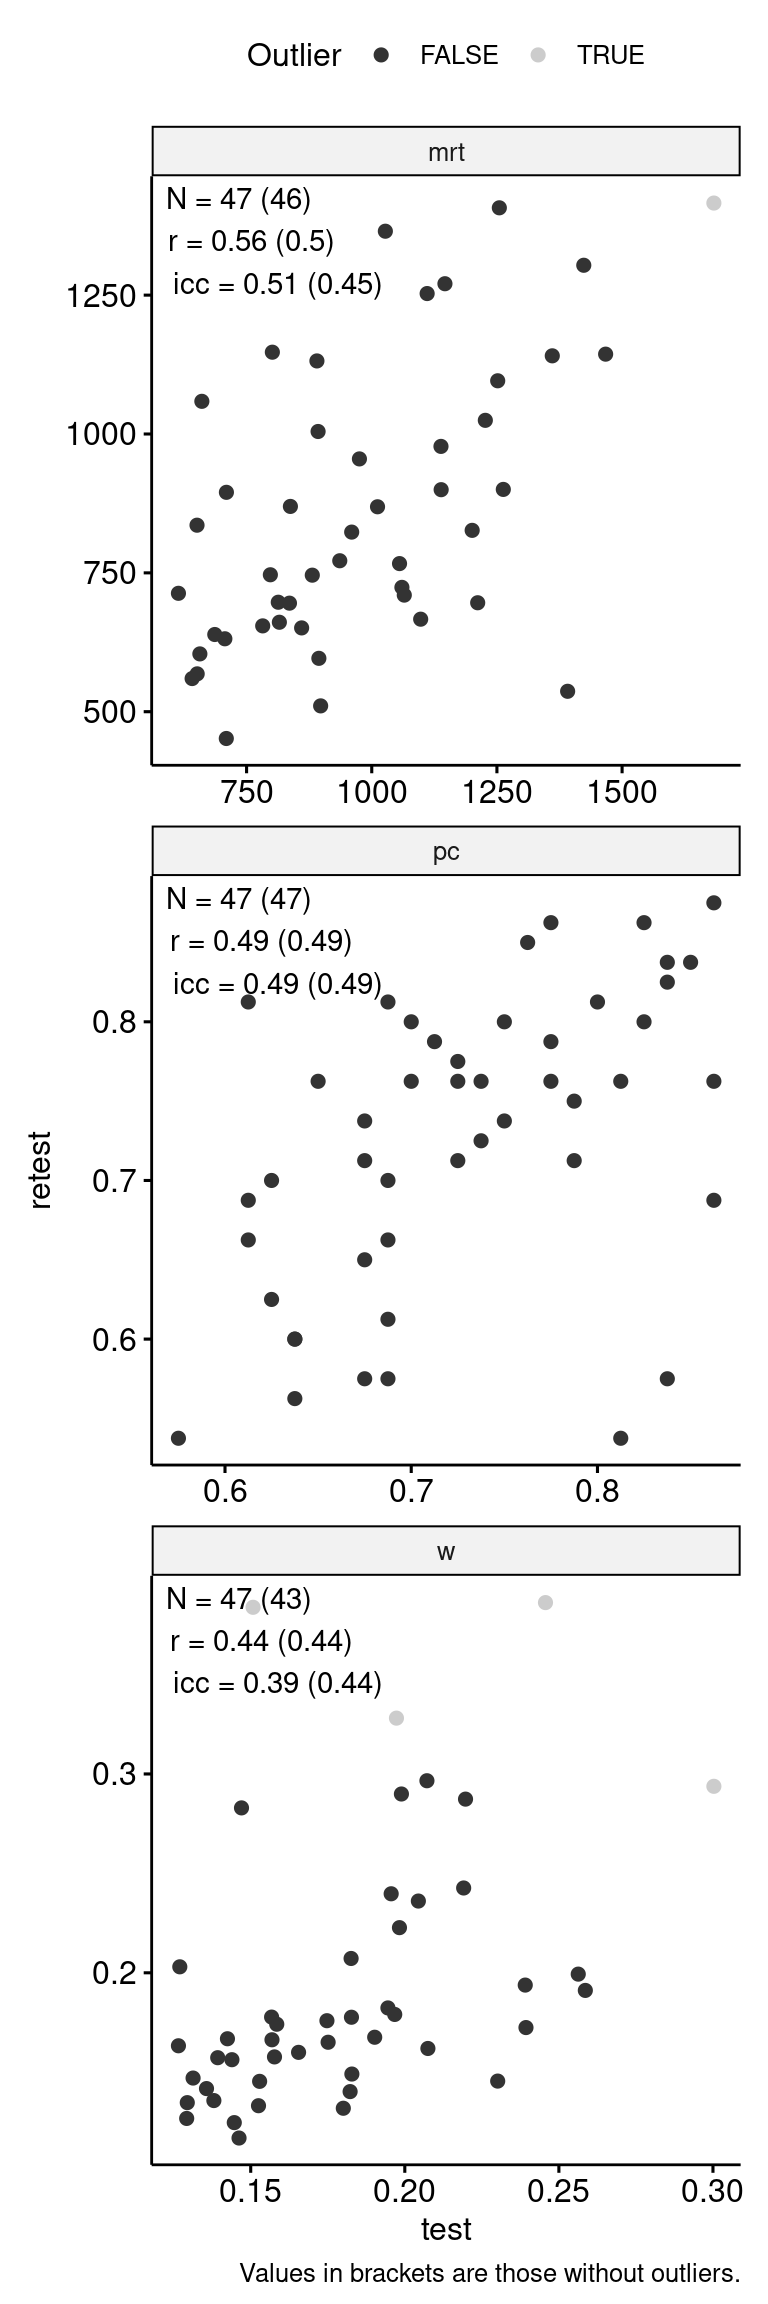 Outlier FALSE TRUE
mrt
N = 47 (46)
r = 0.56 (0.5)
icc = 0.51 (0.45)
1250
1000
750
500
750 1000 1250 1500
pc
N = 47 (47)
r = 0.49 (0.49)
icc = 0.49 (0.49)
0.8
0.7
0.6
0.6 0.7 0.8
retest
w
N = 47 (43)
r = 0.44 (0.44)
icc = 0.39 (0.44)
0.3
0.2
0.15 0.20 0.25 0.30
test
Values in brackets are those without outliers.